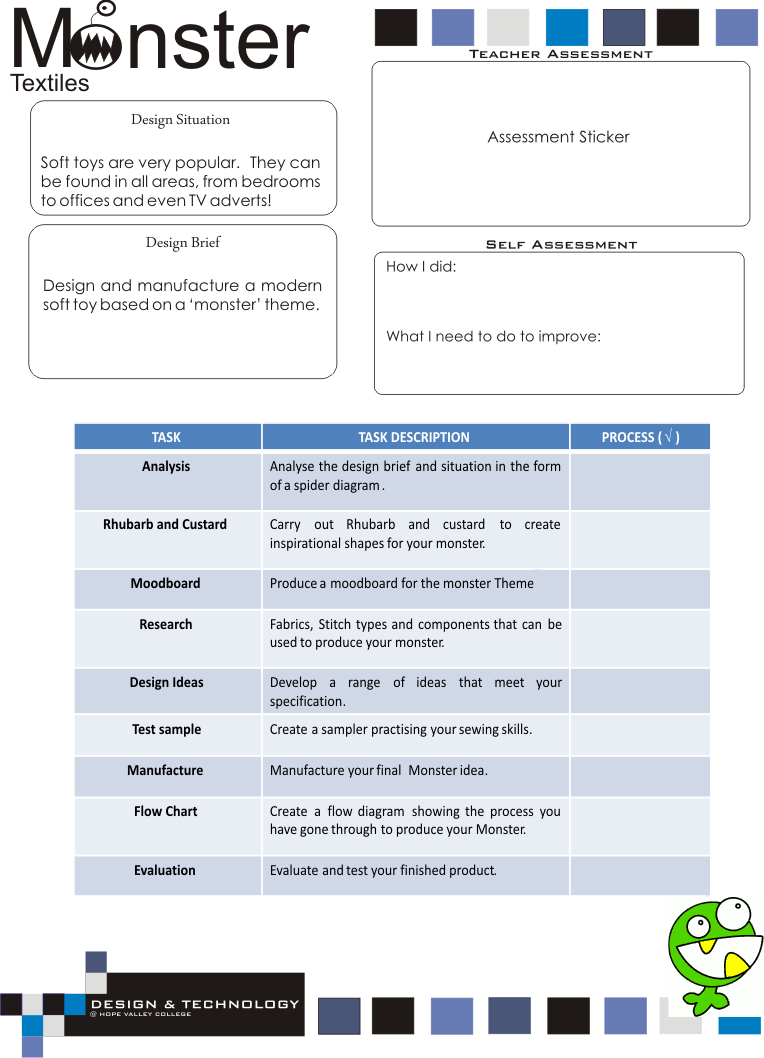 Monster
Textiles
Design Situation
Soft toys are very popular. They can
be found in all areas, from bedrooms
to offices and even TV adverts!
Design Brief
Design and manufacture a modern
soft toy based on a ‘monster’ theme.
TEACHER ASSESSMENT
Assessment Sticker
SELF ASSESSMENT
How I did:
What I need to do to improve:
TASK TASK DESCRIPTION PROCESS ( √ )
Analysis Analyse the design brief and situation in the form
of a spider diagram.
Rhubarb and Custard Carry out Rhubarb and custard to create
inspirational shapes for your monster.
Moodboard Produce a moodboard for the monster Theme
Research Fabrics, Stitch types and components that can be
used to produce your monster.
Design Ideas Develop a range of ideas that meet your
specification.
Test sample Create a sampler practising your sewing skills.
Manufacture Manufacture your final Monster idea.
Flow Chart Create a flow diagram showing the process you
have gone through to produce your Monster.
Evaluation Evaluate and test your finished product.
DESIGN & TECHNOLOGY
@ HOPE VALLEY COLLEGE